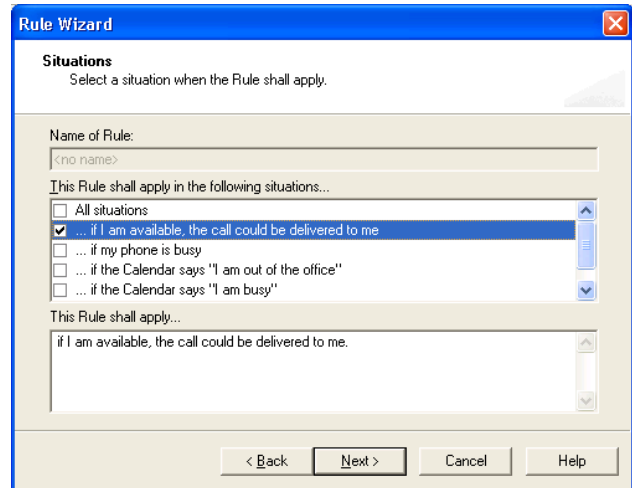 Rule Wizard
Situations
Select a situation when the Rule shall apply.
Name of Rule:
<no name>
This Rule shall apply in the following situations...
All situations
... if I am available, the call could be delivered to me
... if my phone is busy
... if the Calendar says "I am out of the office"
... if the Calendar says "I am busy"
This Rule shall apply...
if I am available, the call could be delivered to me.
< Back Next > Cancel Help